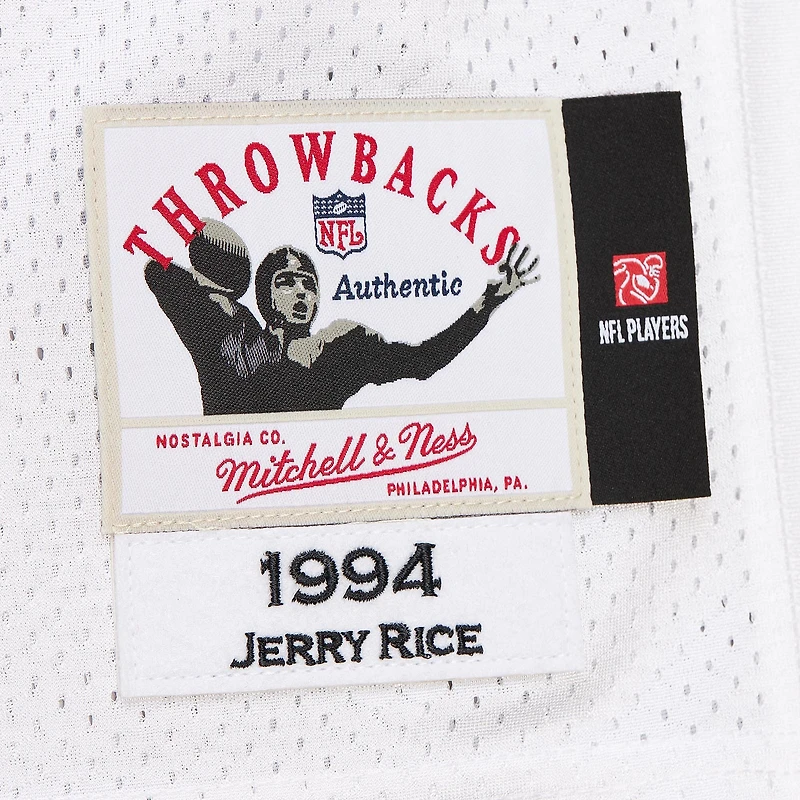 THROWBACKS
NFL
Authentic
NFL PLAYERS
NOSTALGIA CO.
Mitchell & Ness
PHILADELPHIA, PA.
1994
JERRY RICE